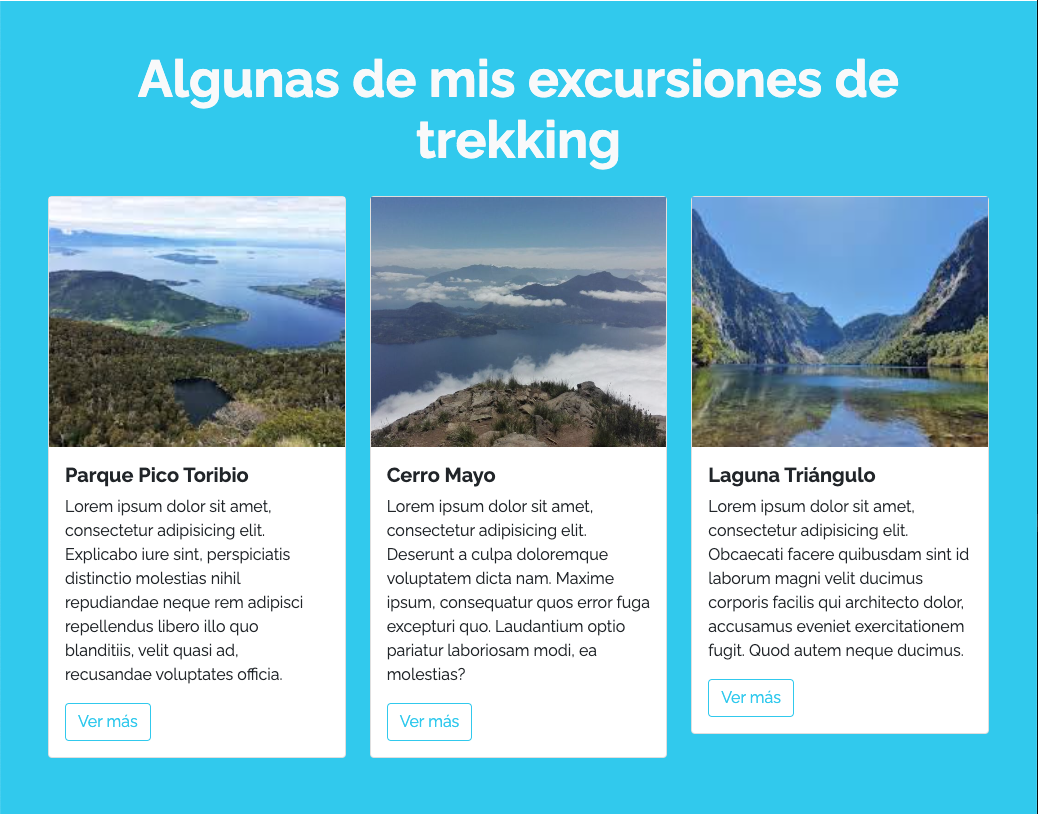 Algunas de mis excursiones de
trekking
Parque Pico Toribio
Lorem ipsum dolor sit amet,
consectetur adipisicing elit.
Explicabo iure sint, perspiciatis
distinctio molestias nihil
repudiandae neque rem adipisci
repellendus libero illo quo
blanditiis, velit quasi ad,
recusandae voluptates officia.
Ver más
Cerro Mayo
Lorem ipsum dolor sit amet,
consectetur adipisicing elit.
Deserunt a culpa doloremque
voluptatem dicta nam. Maxime
ipsum, consequatur quos error fuga
excepturi quo. Laudantium optio
pariatur laboriosam modi, ea
molestias?
Ver más
Laguna Triángulo
Lorem ipsum dolor sit amet,
consectetur adipisicing elit.
Obcaecati facere quibusdam sint id
laborum magni velit ducimus
corporis facilis qui architecto dolor,
accusamus eveniet exercitationem
fugit. Quod autem neque ducimus.
Ver más